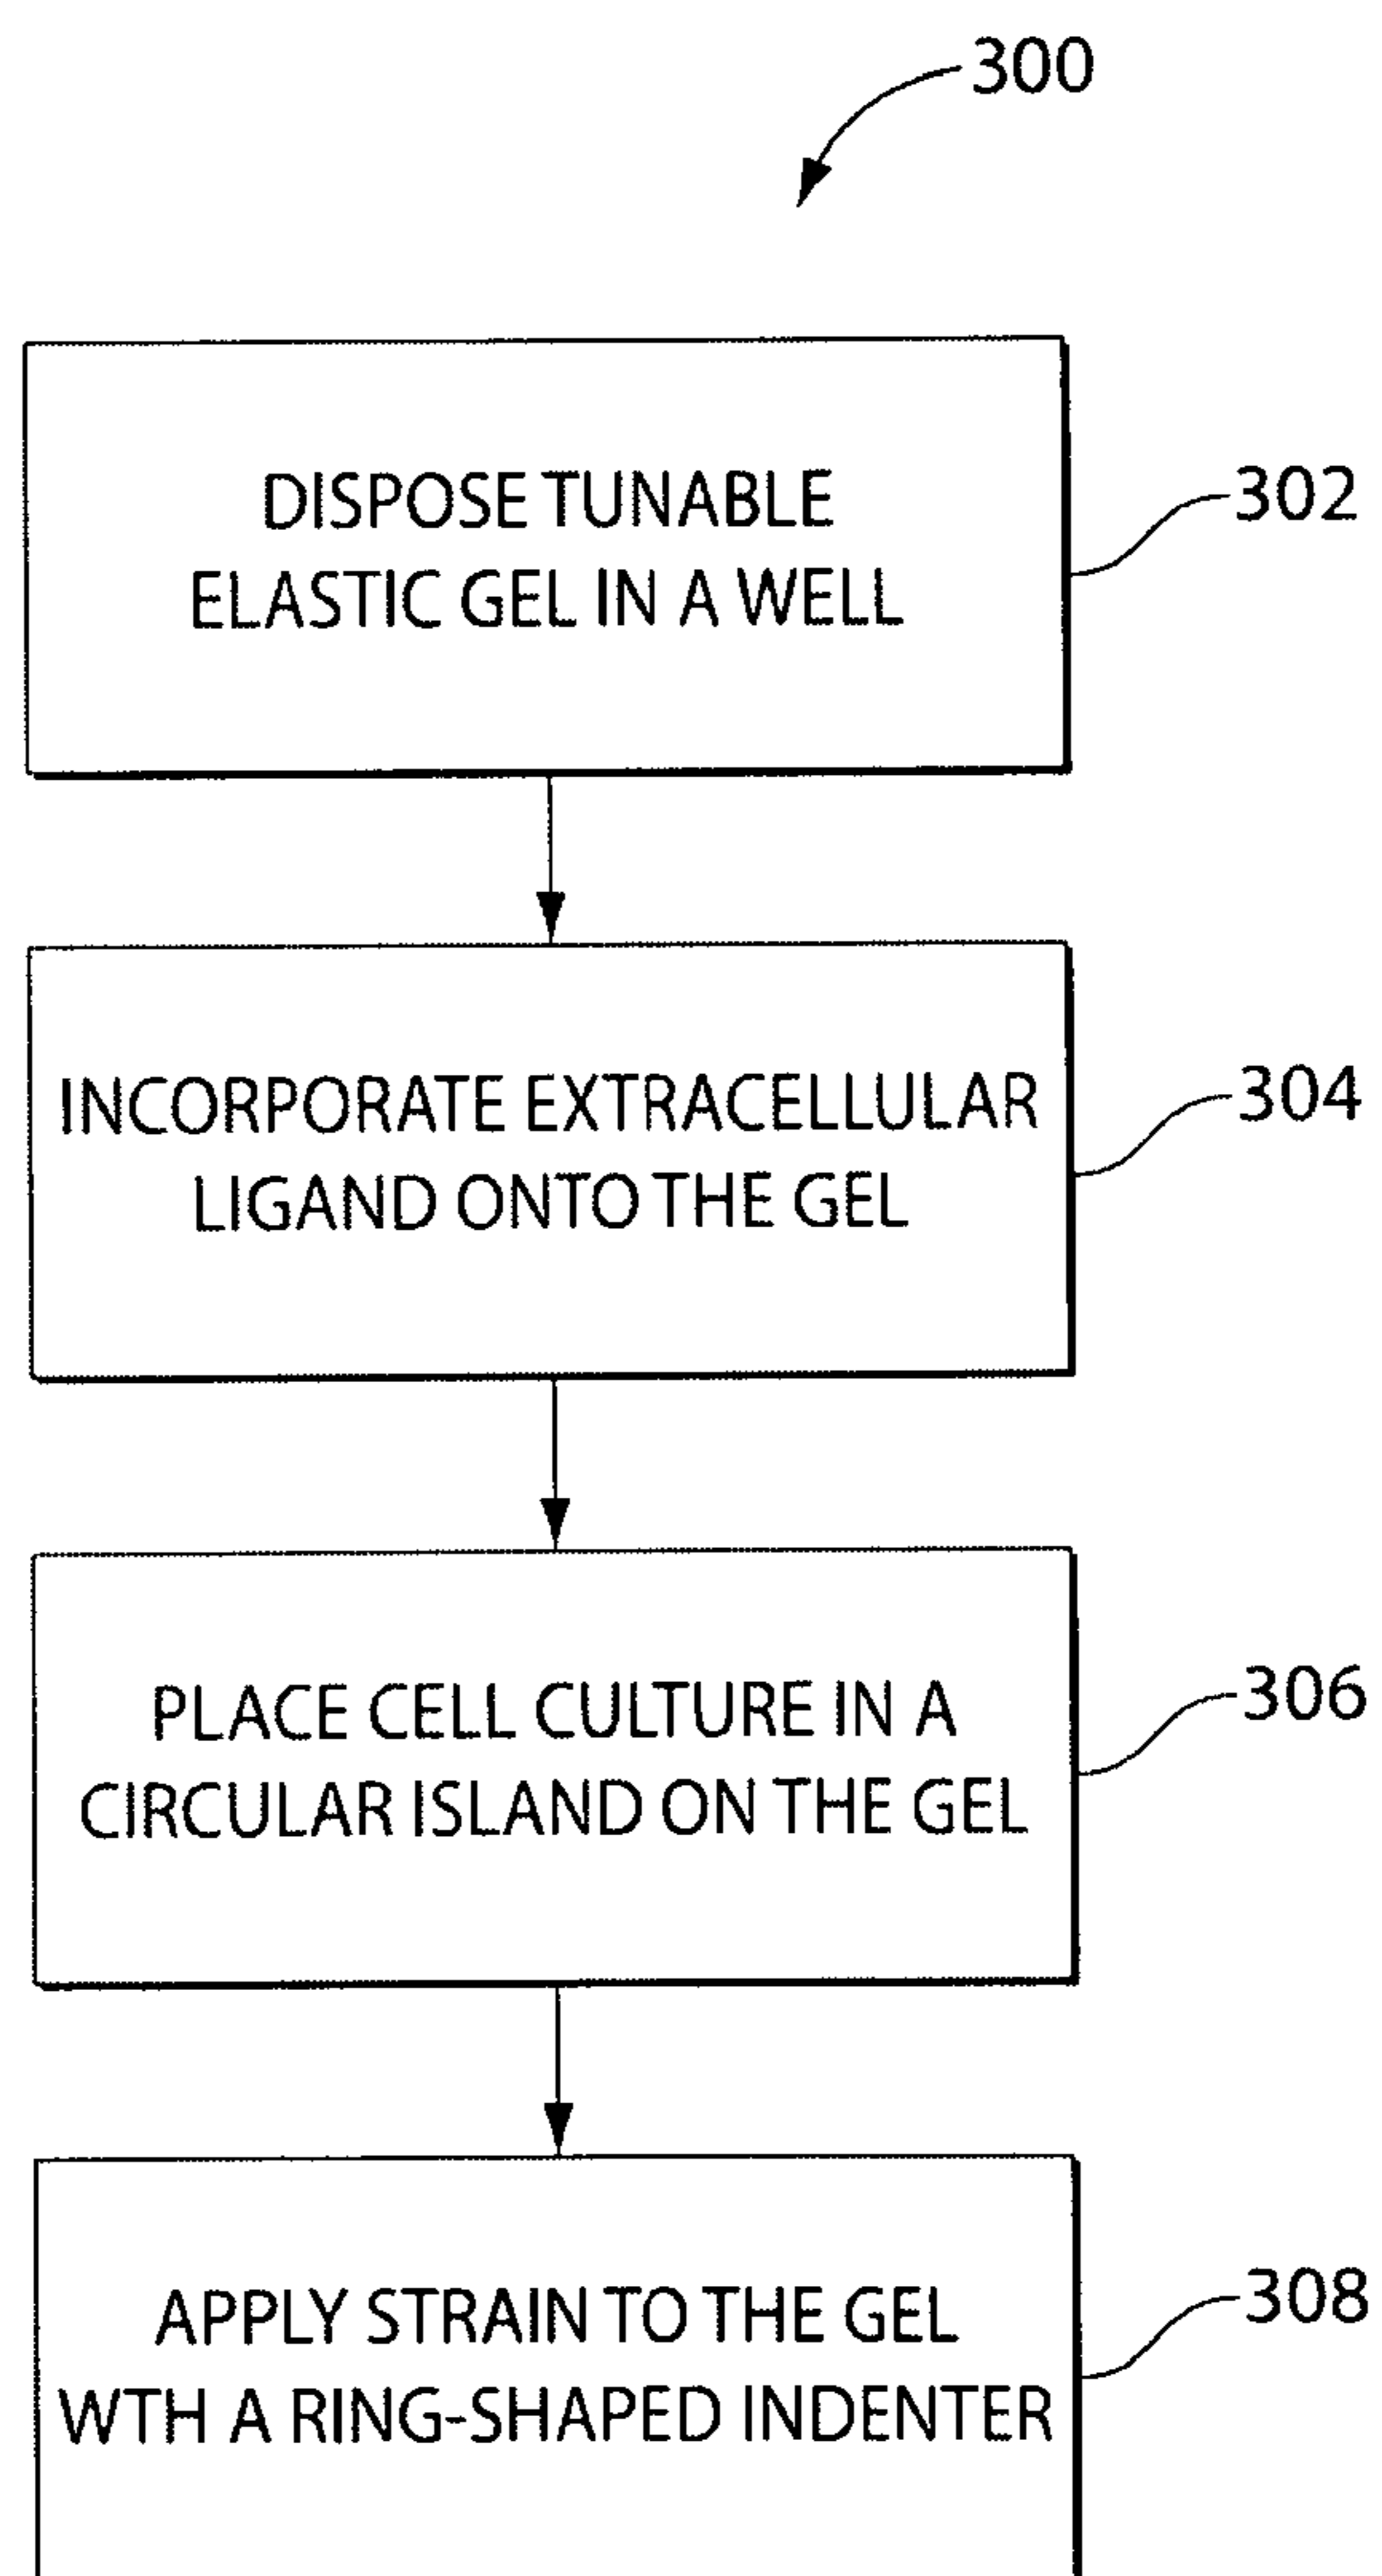 300
DISPOSE TUNABLE
ELASTIC GEL IN A WELL
302
INCORPORATE EXTRACELLULAR
LIGAND ONTO THE GEL
304
PLACE CELL CULTURE IN A
CIRCULAR ISLAND ON THE GEL
306
APPLY STRAIN TO THE GEL
WTH A RING-SHAPED INDENTER
308